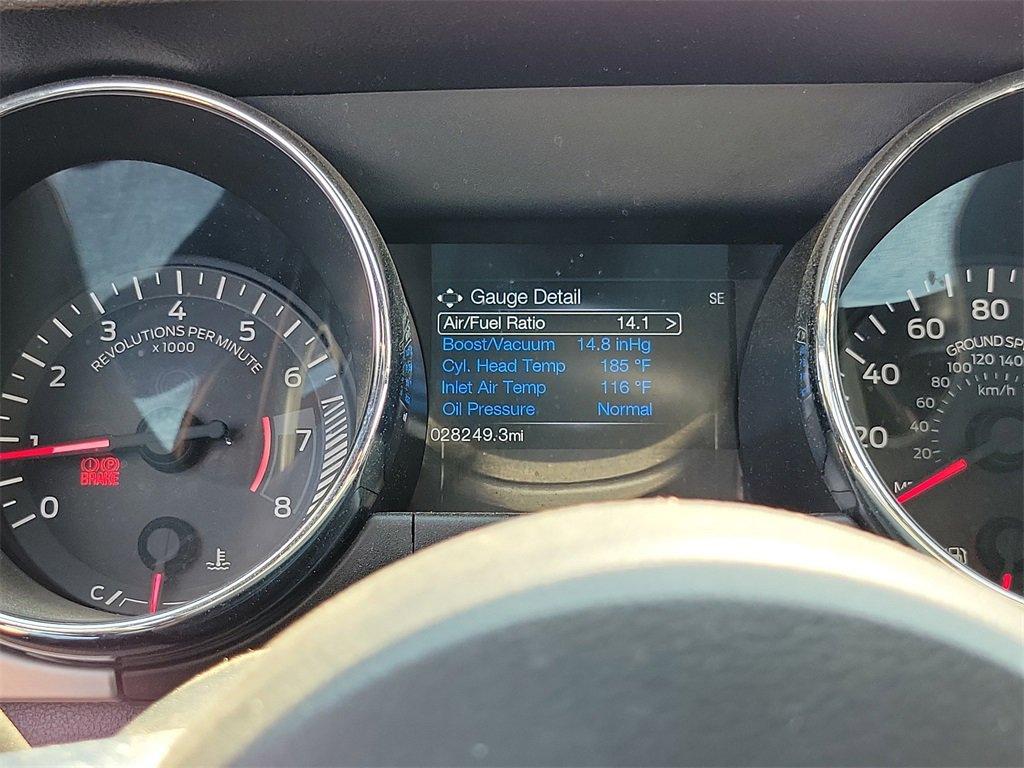 0
1
2
3
4
5
6
7
8
REVOLUTIONS PER MINUTE
x 1000
BRAKE
C
Gauge Detail SE
Air/Fuel Ratio 14.1 >
Boost/Vacuum 14.8 inHg
Cyl. Head Temp 185 °F
Inlet Air Temp 116 °F
Oil Pressure Normal
028249.3mi
20
40
60
80
GROUND
20
40
60
80
100
120
140
km/h